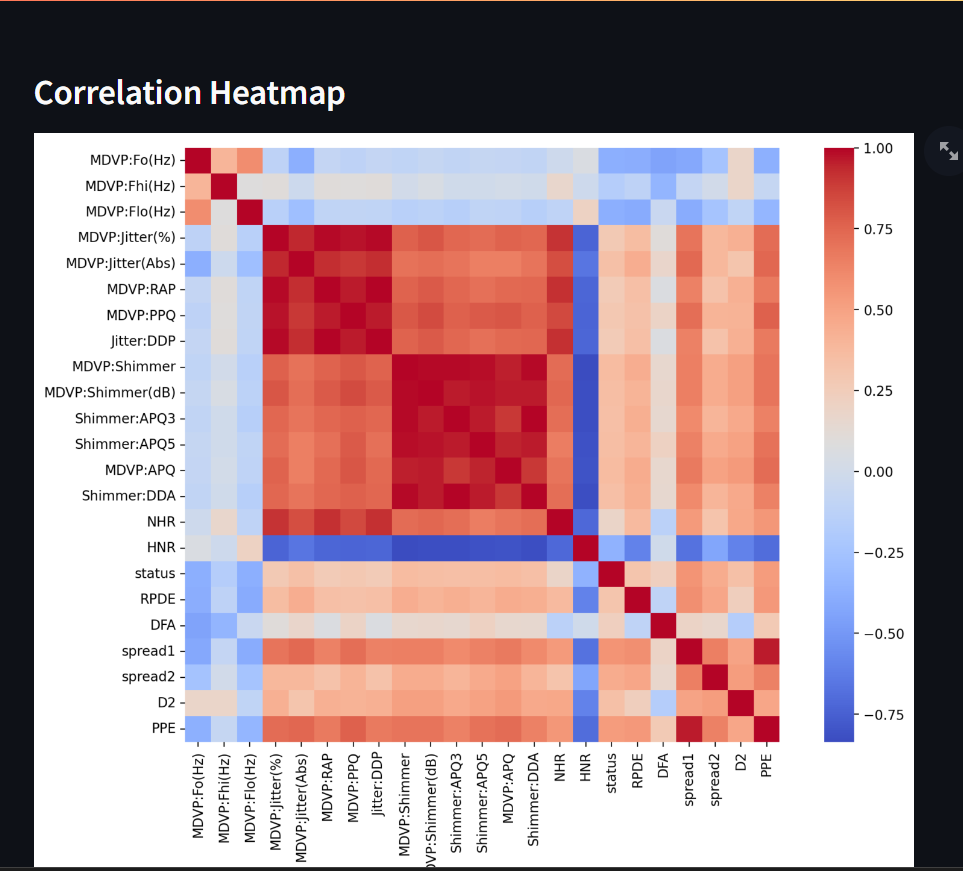 Correlation Heatmap
MDVP:Fo(Hz)
MDVP:Fhi(Hz)
MDVP:Flo(Hz)
MDVP:Jitter(%)
MDVP:Jitter(Abs)
MDVP:RAP
MDVP:PPQ
Jitter:DDP
MDVP:Shimmer
MDVP:Shimmer(dB)
Shimmer:APQ3
Shimmer:APQ5
MDVP:APQ
Shimmer:DDA
NHR
HNR
status
RPDE
DFA
spread1
spread2
D2
PPE
MDVP:Fo(Hz)
MDVP:Fhi(Hz)
MDVP:Flo(Hz)
MDVP:Jitter(%)
MDVP:Jitter(Abs)
MDVP:RAP
MDVP:PPQ
Jitter:DDP
MDVP:Shimmer
DVP:Shimmer(dB)
Shimmer:APQ3
Shimmer:APQ5
MDVP:APQ
Shimmer:DDA
NHR
HNR
status
RPDE
DFA
spread1
spread2
D2
PPE
1.00
0.75
0.50
0.25
0.00
−0.25
−0.50
−0.75